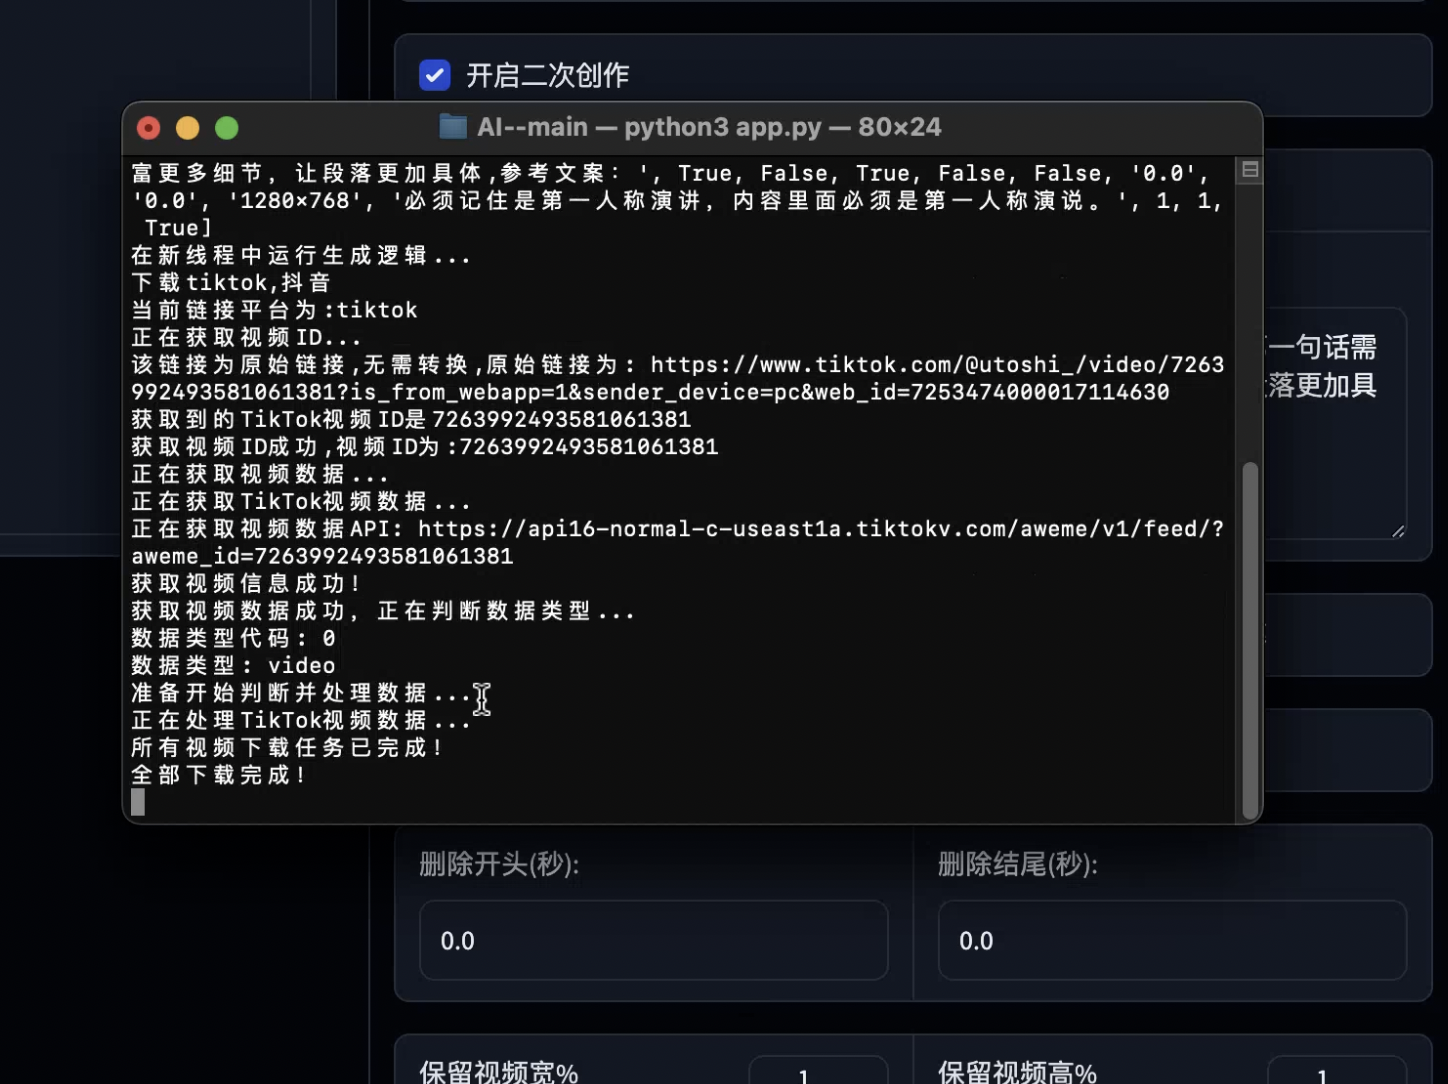 开启二次创作
AI--main — python3 app.py — 80×24
富更多细节, 让段落更加具体,参考文案: ', True, False, True, False, False, '0.0',
'0.0', '1280×768', '必须记住是第一人称演讲, 内容里面必须是第一人称演说。', 1, 1,
True]
在新线程中运行生成逻辑...
下载tiktok,抖音
当前链接平台为:tiktok
正在获取视频ID...
该链接为原始链接,无需转换,原始链接为: https://www.tiktok.com/@utoshi_/video/7263
992493581061381?is_from_webapp=1&sender_device=pc&web_id=7253474000017114630
获取到的TikTok视频ID是7263992493581061381
获取视频ID成功,视频ID为:7263992493581061381
正在获取视频数据...
正在获取TikTok视频数据...
正在获取视频数据API: https://api16-normal-c-useast1a.tiktokv.com/aweme/v1/feed/?
aweme_id=7263992493581061381
获取视频信息成功!
获取视频数据成功, 正在判断数据类型...
数据类型代码: 0
数据类型: video
准备开始判断并处理数据...
正在处理TikTok视频数据...
所有视频下载任务已完成!
全部下载完成!
一句话需
落更加具
删除开头(秒):
删除结尾(秒):
0.0
0.0
保留视频宽%
1
保留视频高%
1